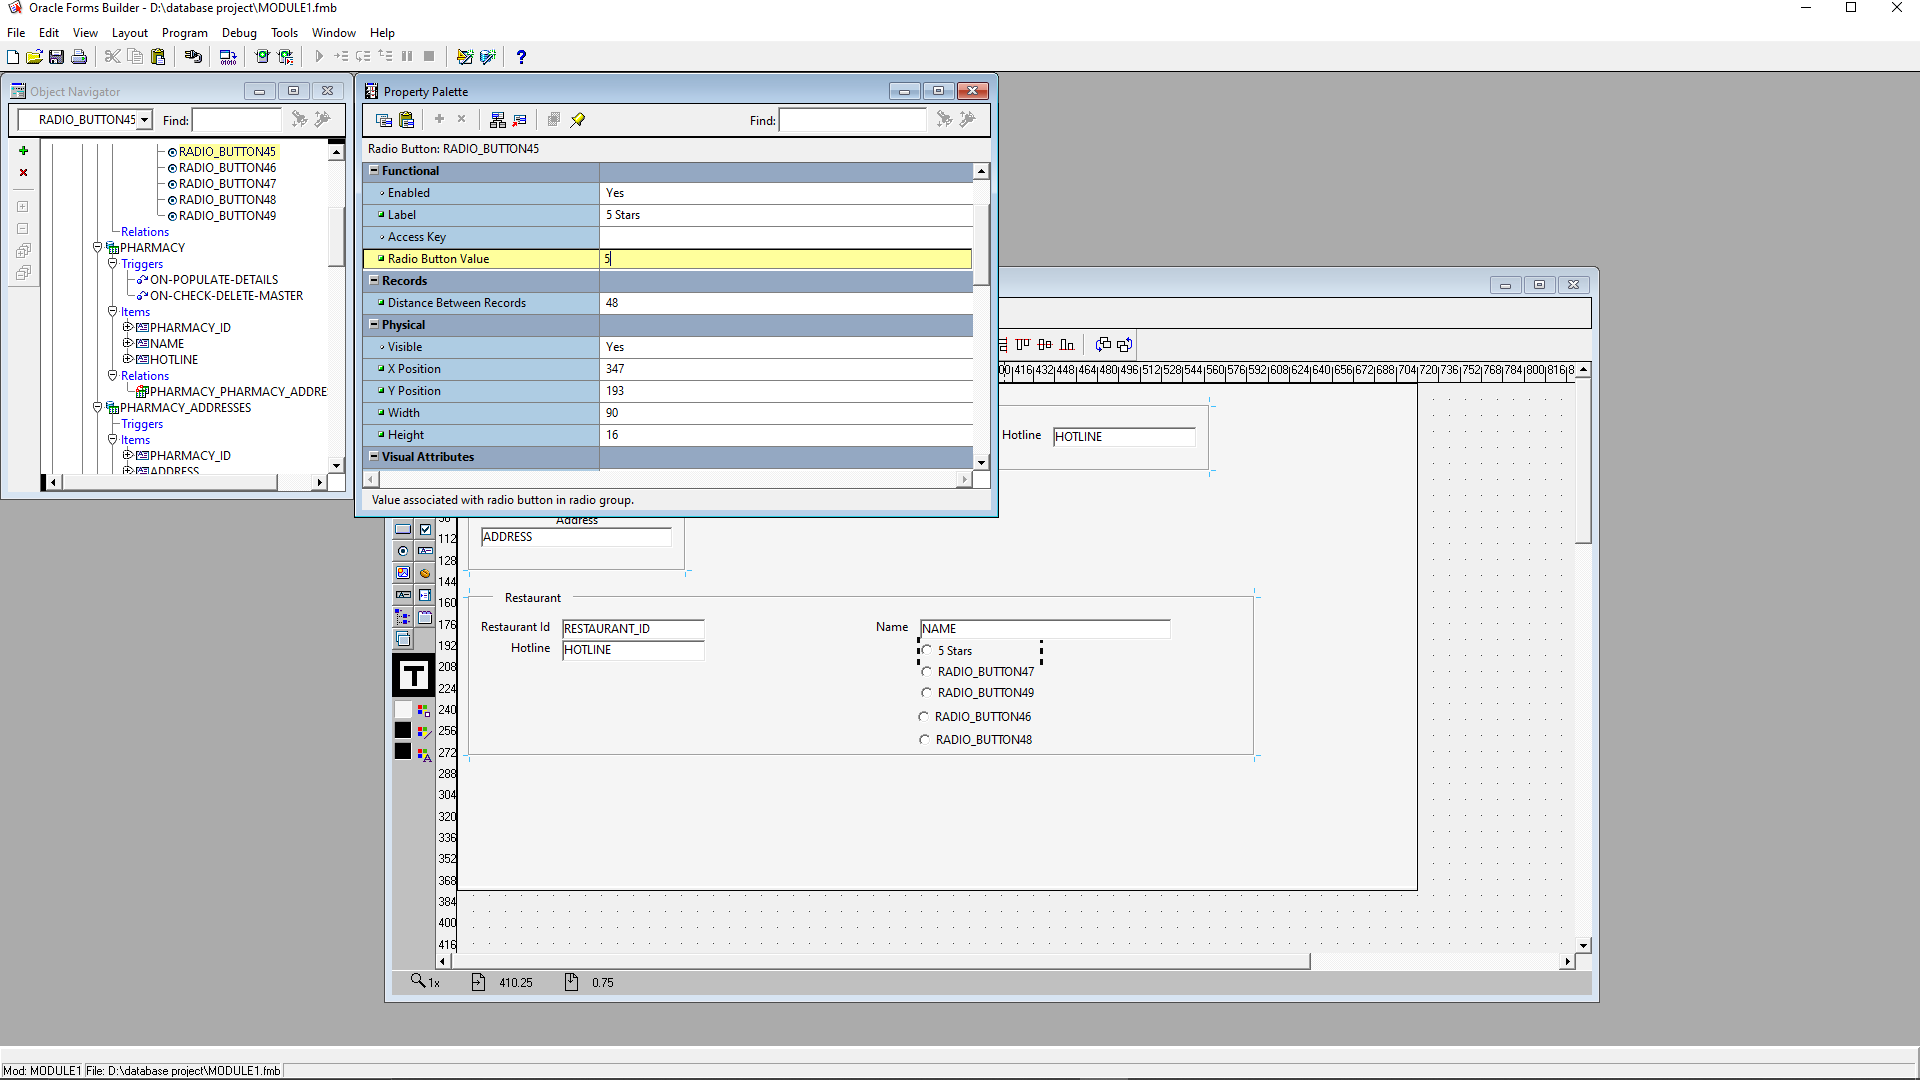 Oracle Forms Builder - D:\database project\MODULE1.fmb
File Edit View Layout Program Debug Tools Window Help
Object Navigator
RADIO_BUTTON45 Find:
RADIO_BUTTON45
RADIO_BUTTON46
RADIO_BUTTON47
RADIO_BUTTON48
RADIO_BUTTON49
Relations
PHARMACY
Triggers
ON-POPULATE-DETAILS
ON-CHECK-DELETE-MASTER
Items
PHARMACY_ID
NAME
HOTLINE
Relations
PHARMACY_PHARMACY_ADDRE
PHARMACY_ADDRESSES
Triggers
Items
PHARMACY_ID
ADDRESS
Property Palette
Find:
Radio Button: RADIO_BUTTON45
Functional
Enabled Yes
Label 5 Stars
Access Key
Radio Button Value 5
Records
Distance Between Records 48
Physical
Visible Yes
X Position 347
Y Position 193
Width 90
Height 16
Visual Attributes
Value associated with radio button in radio group.
416 432 448 464 480 496 512 528 544 560 576 592 608 624 640 656 672 688 704 720 736 752 768 784 800 816
Hotline HOTLINE
Address
ADDRESS
112
128
144
160
176
192
208
224
240
256
272
288
304
320
336
352
368
384
400
416
Restaurant
Restaurant Id RESTAURANT_ID Name NAME
Hotline HOTLINE 5 Stars
RADIO_BUTTON47
RADIO_BUTTON49
RADIO_BUTTON46
RADIO_BUTTON48
T
1x 410.25 0.75
Mod: MODULE1 File: D:\database project\MODULE1.fmb